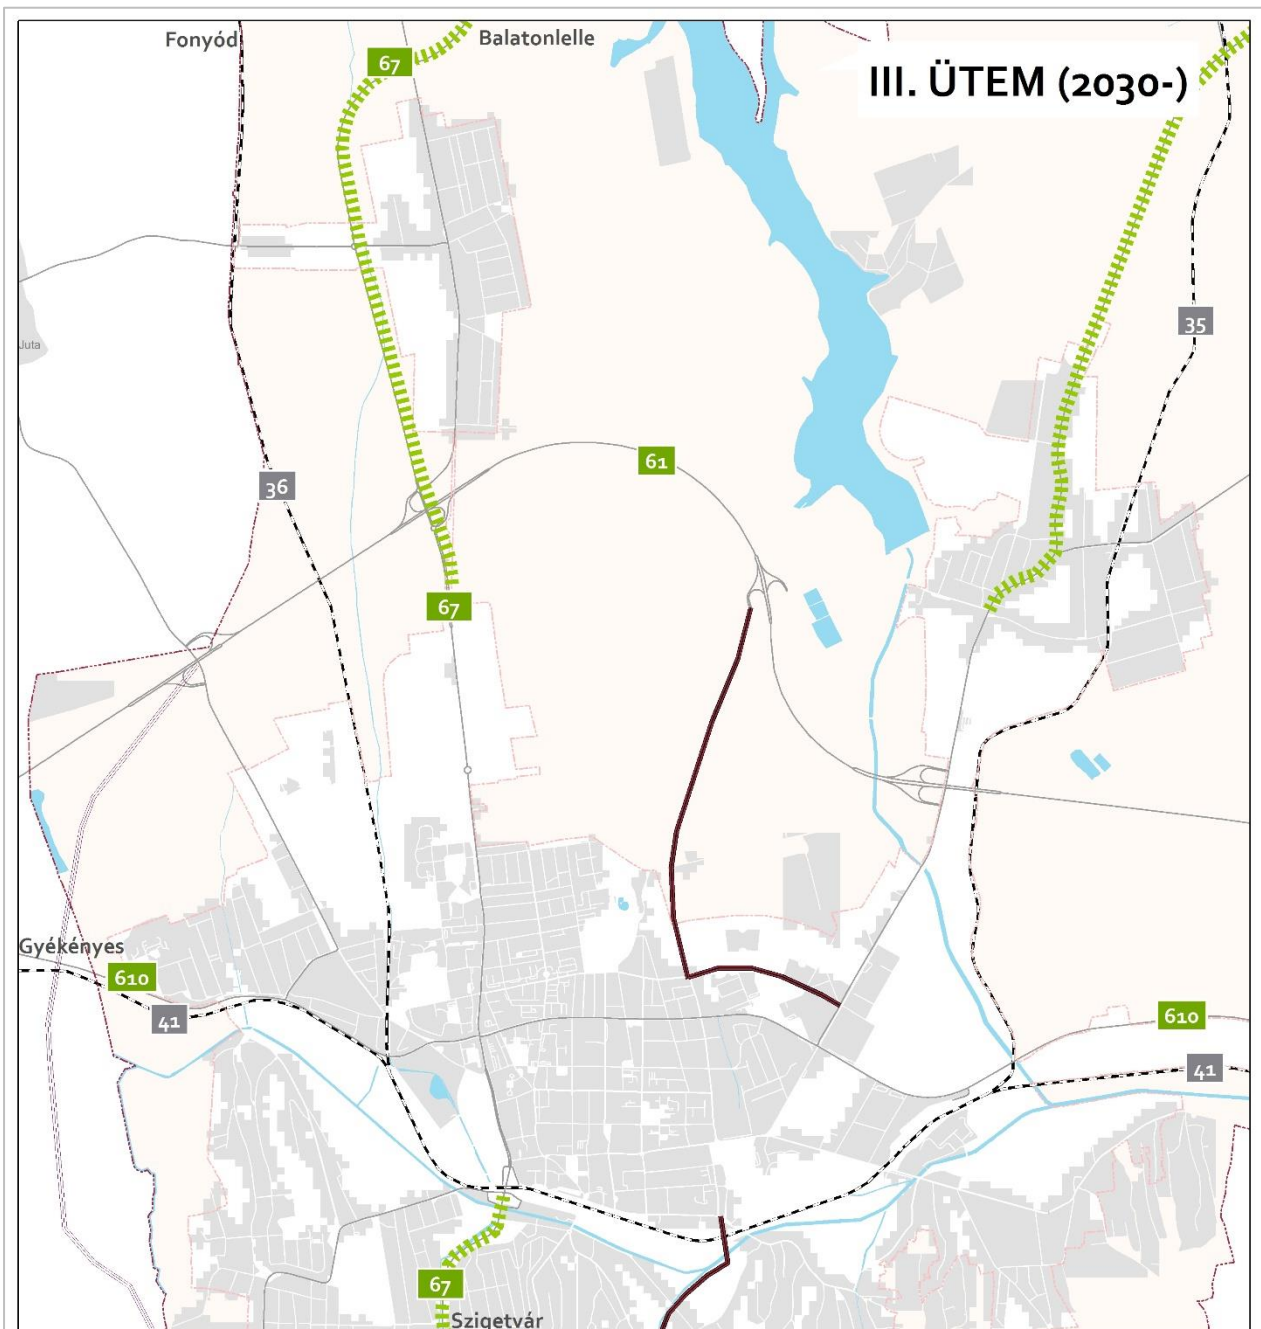 Fonyód
Balatonlelle
67
III. ÜTEM (2030-)
35
Juta
61
36
67
Gyékényes
610
41
610
41
67
Szigetvár